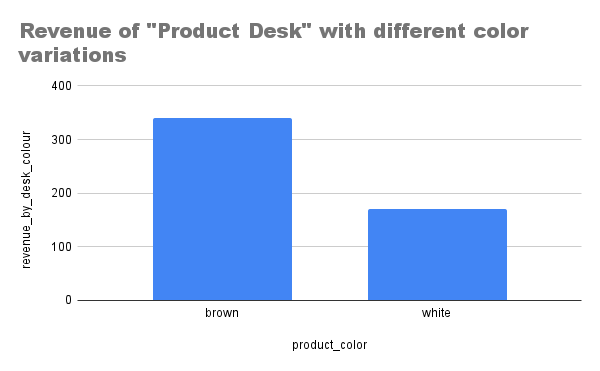 Revenue of "Product Desk" with different color
variations
revenue_by_desk_colour
400
300
200
100
0
brown
white
product_color